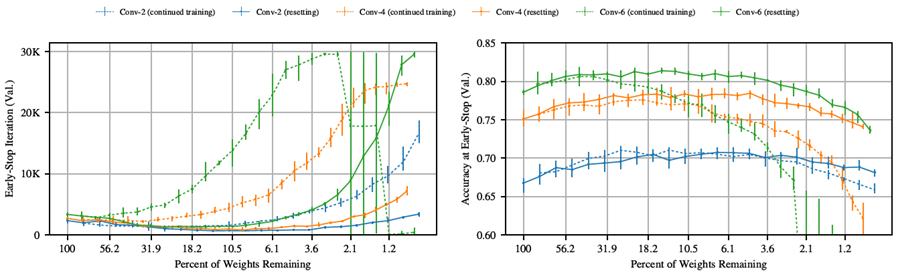 Conv-2 (continued training) Conv-2 (resetting) Conv-4 (continued training) Conv-4 (resetting) Conv-6 (continued training) Conv-6 (resetting)
Early-Stop Iteration (Val.)
30K
20K
10K
0
100 56.2 31.9 18.2 10.5 6.1 3.6 2.1 1.2
Percent of Weights Remaining
Accuracy at Early-Stop (Val.)
0.85
0.80
0.75
0.70
0.65
0.60
100 56.2 31.9 18.2 10.5 6.1 3.6 2.1 1.2
Percent of Weights Remaining